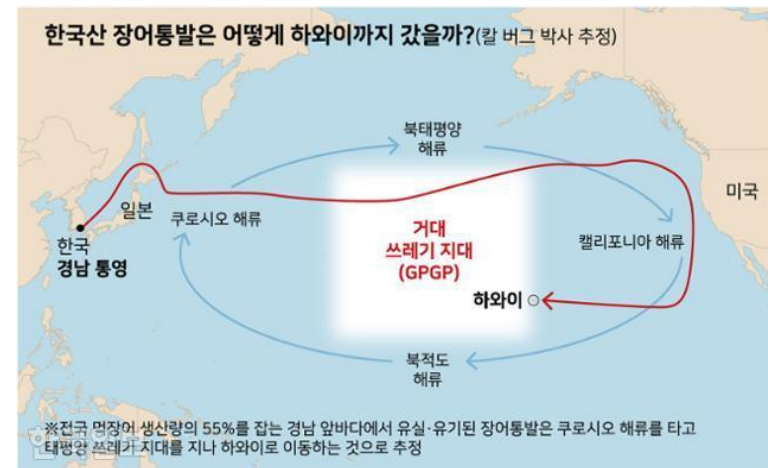 한국산 장어통발은 어떻게 하와이까지 갔을까?(칼 버그 박사 추정)
북태평양
해류
미국
일본
쿠로시오 해류
한국
경남 통영
거대
쓰레기 지대
(GPGP)
캘리포니아 해류
하와이
북적도
해류
※전국 먼장어 생산량의 55%를 잡는 경남 앞바다에서 유실·유기된 장어통발은 쿠로시오 해류를 타고
태평양 쓰레기 지대를 지나 하와이로 이동하는 것으로 추정
한국일보